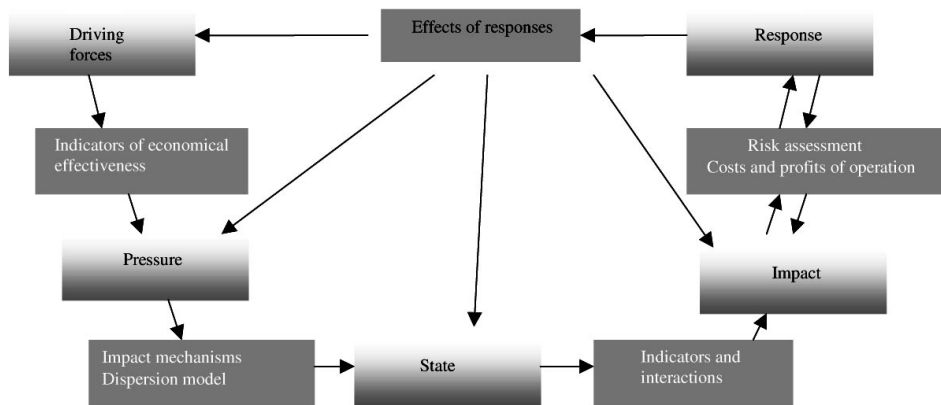 Driving
forces
Effects of responses
Response
Indicators of economical
effectiveness
Risk assessment
Costs and profits of operation
Pressure
Impact
Impact mechanisms
Dispersion model
State
Indicators and
interactions